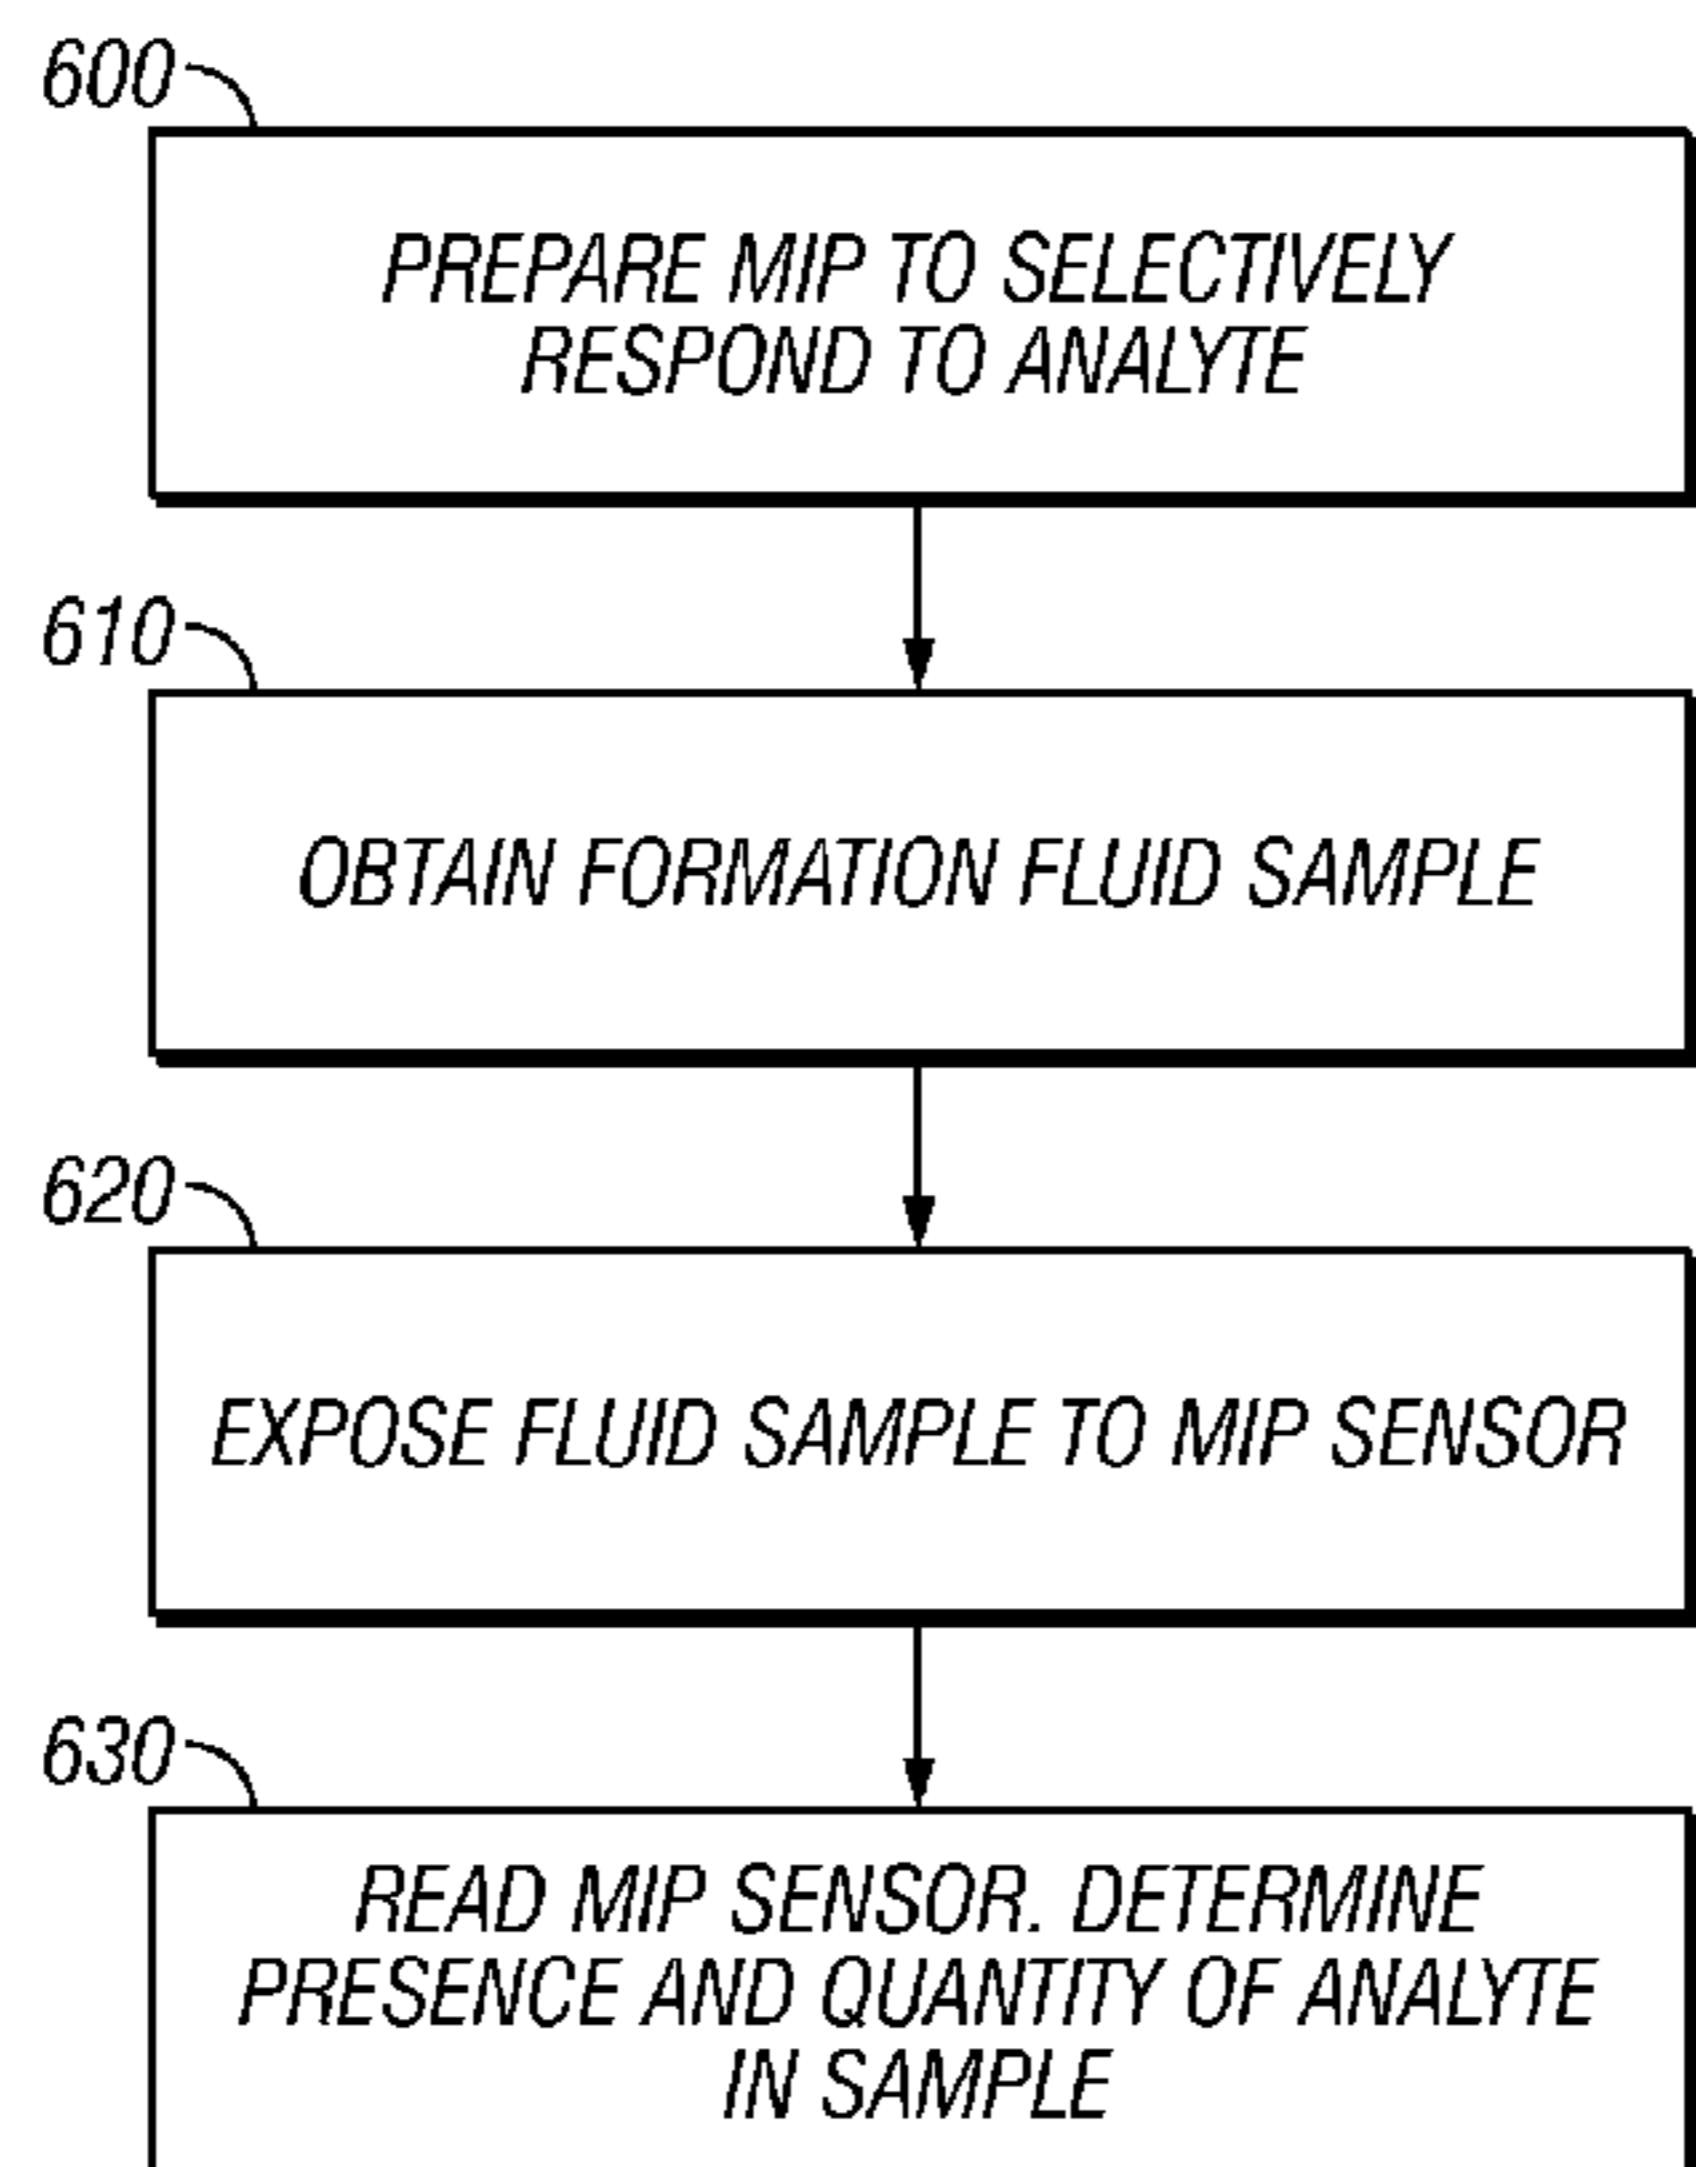 600
PREPARE MIP TO SELECTIVELY
RESPOND TO ANALYTE
610
OBTAIN FORMATION FLUID SAMPLE
620
EXPOSE FLUID SAMPLE TO MIP SENSOR
630
READ MIP SENSOR. DETERMINE
PRESENCE AND QUANTITY OF ANALYTE
IN SAMPLE